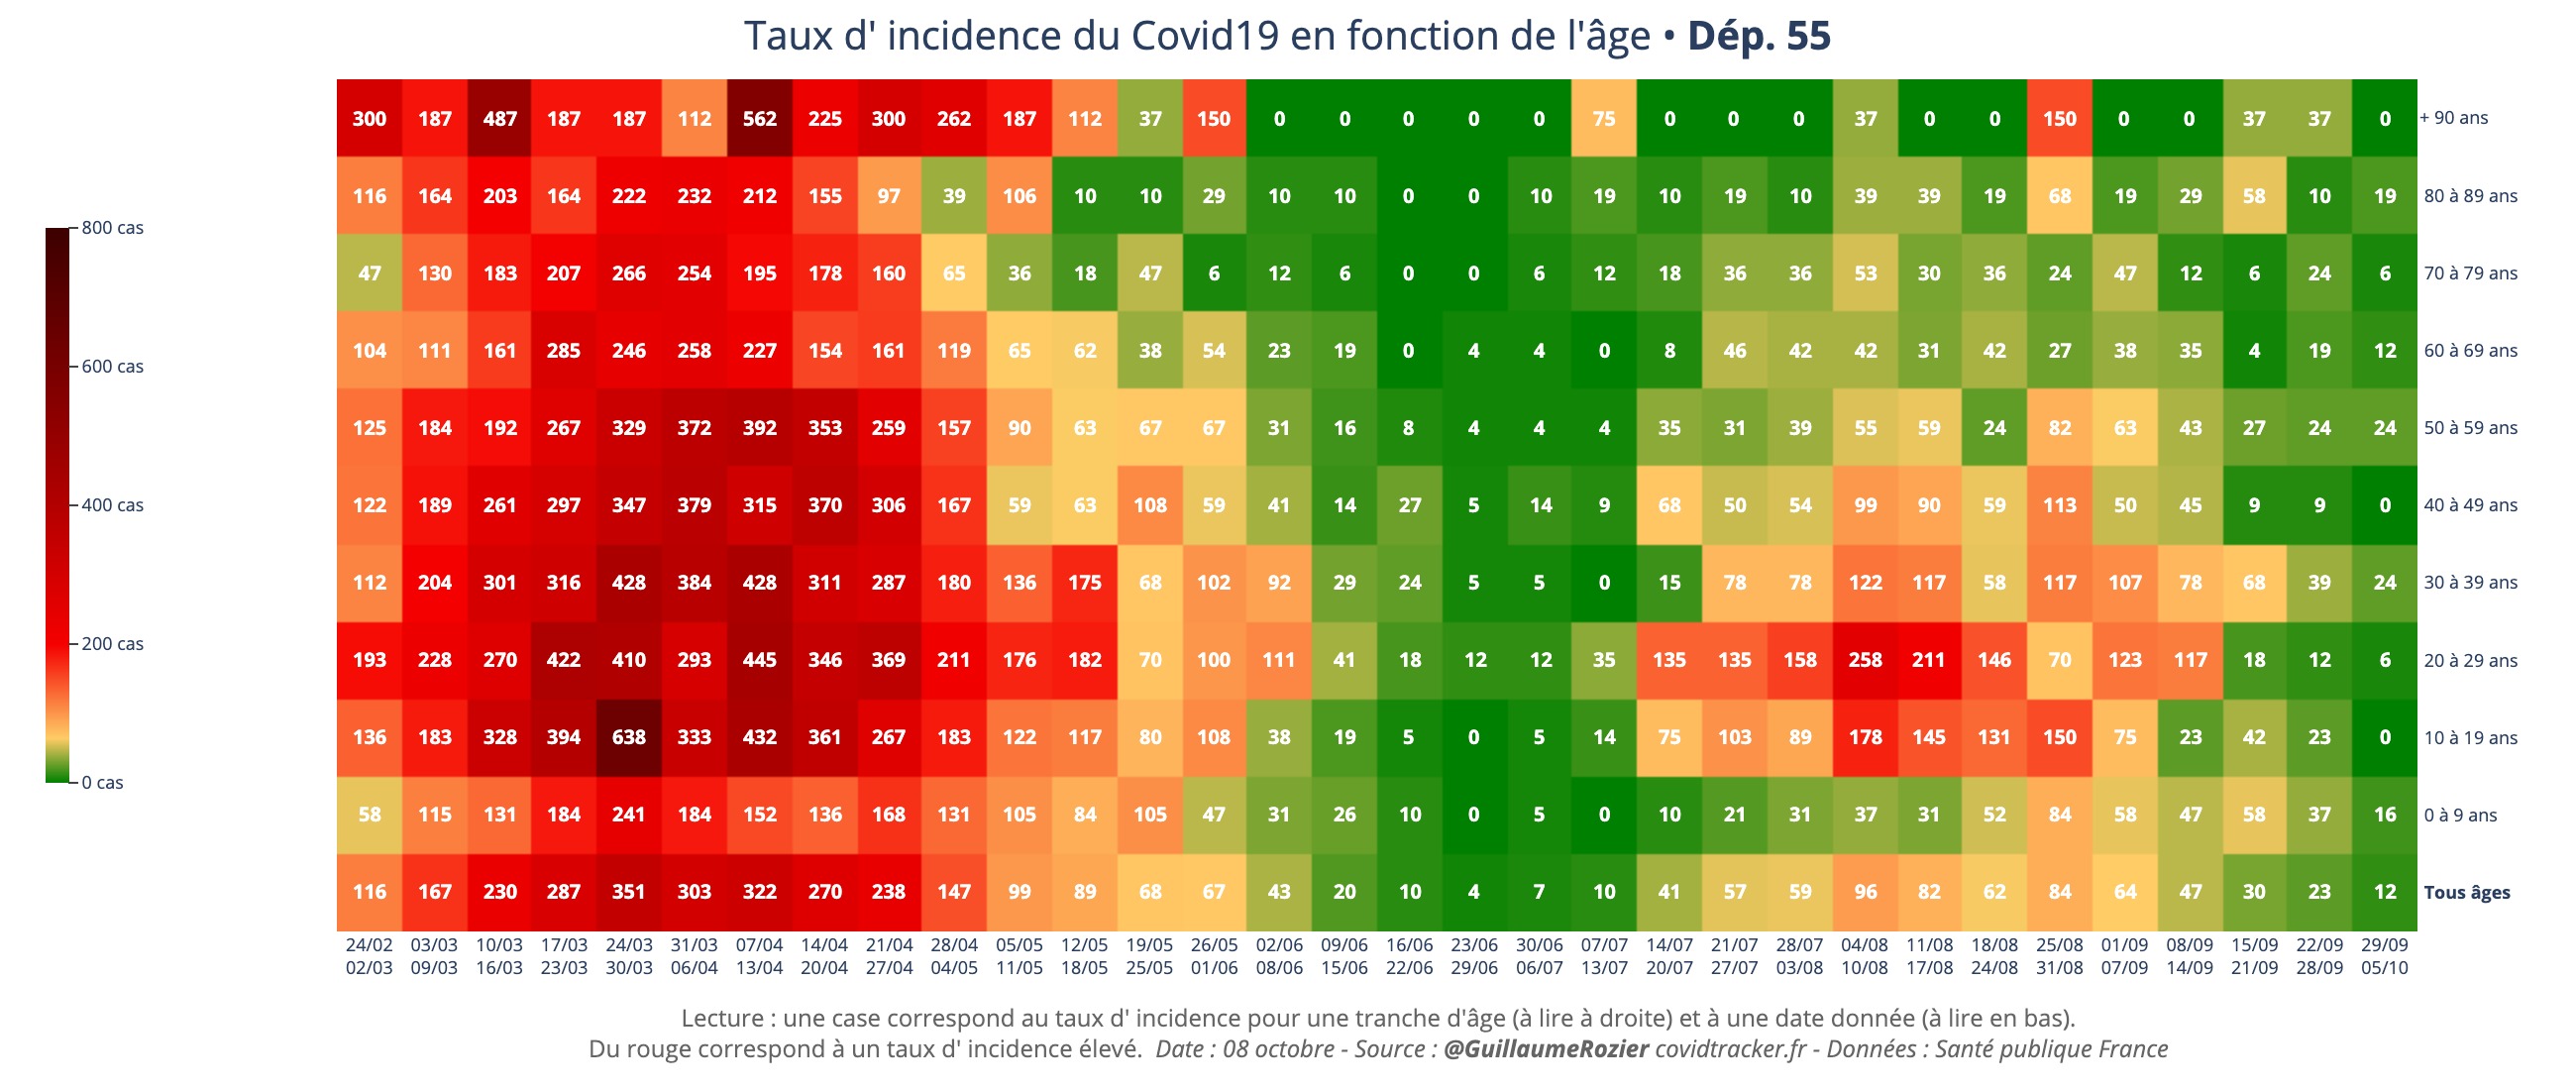 Taux d' incidence du Covid19 en fonction de l'âge • Dép. 55
300 187 487 187 187 112 562 225 300 262 187 112 37 150 0 0 0 0 0 75 0 0 0 37 0 0 150 0 0 37 37 0 + 90 ans
116 164 203 164 222 232 212 155 97 39 106 10 10 29 10 10 0 0 10 19 10 19 10 39 39 19 68 19 29 58 10 19 80 à 89 ans
800 cas
47 130 183 207 266 254 195 178 160 65 36 18 47 6 12 6 0 0 6 12 18 36 36 53 30 36 24 47 12 6 24 6 70 à 79 ans
104 111 161 285 246 258 227 154 161 119 65 62 38 54 23 19 0 4 4 0 8 46 42 42 31 42 27 38 35 4 19 12 60 à 69 ans
600 cas
125 184 192 267 329 372 392 353 259 157 90 63 67 67 31 16 8 4 4 4 35 31 39 55 59 24 82 63 43 27 24 24 50 à 59 ans
400 cas
122 189 261 297 347 379 315 370 306 167 59 63 108 59 41 14 27 5 14 9 68 50 54 99 90 59 113 50 45 9 9 0 40 à 49 ans
112 204 301 316 428 384 428 311 287 180 136 175 68 102 92 29 24 5 5 0 15 78 78 122 117 58 117 107 78 68 39 24 30 à 39 ans
200 cas
193 228 270 422 410 293 445 346 369 211 176 182 70 100 111 41 18 12 12 35 135 135 158 258 211 146 70 123 117 18 12 6 20 à 29 ans
136 183 328 394 638 333 432 361 267 183 122 117 80 108 38 19 5 0 5 14 75 103 89 178 145 131 150 75 23 42 23 0 10 à 19 ans
0 cas
58 115 131 184 241 184 152 136 168 131 105 84 105 47 31 26 10 0 5 0 10 21 31 37 31 52 84 58 47 58 37 16 0 à 9 ans
116 167 230 287 351 303 322 270 238 147 99 89 68 67 43 20 10 4 7 10 41 57 59 96 82 62 84 64 47 30 23 12 Tous âges
24/02 03/03 10/03 17/03 24/03 31/03 07/04 14/04 21/04 28/04 05/05 12/05 19/05 26/05 02/06 09/06 16/06 23/06 30/06 07/07 14/07 21/07 28/07 04/08 11/08 18/08 25/08 01/09 08/09 15/09 22/09 29/09
02/03 09/03 16/03 23/03 30/03 06/04 13/04 20/04 27/04 04/05 11/05 18/05 25/05 01/06 08/06 15/06 22/06 29/06 06/07 13/07 20/07 27/07 03/08 10/08 17/08 24/08 31/08 07/09 14/09 21/09 28/09 05/10
Lecture : une case correspond au taux d' incidence pour une tranche d'âge (à lire à droite) et à une date donnée (à lire en bas).
Du rouge correspond à un taux d' incidence élevé. Date : 08 octobre - Source : @GuillaumeRozier covidtracker.fr - Données : Santé publique France